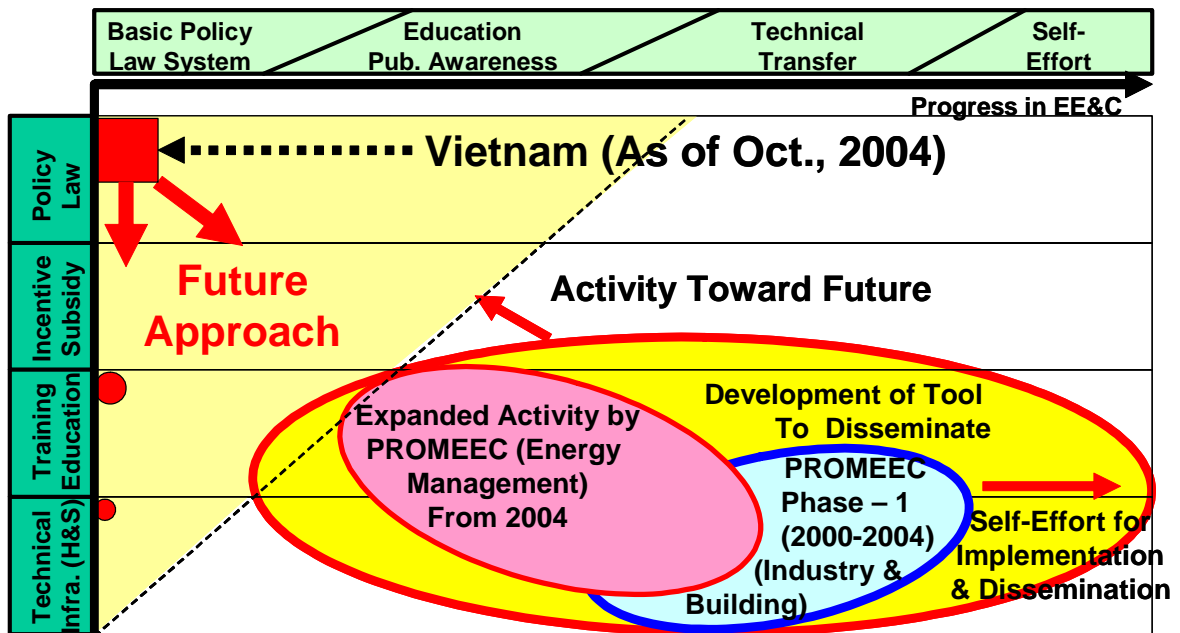 Basic Policy
Law System
Education
Pub. Awareness
Technical
Transfer
Self-
Effort
Progress in EE&C
Policy
Law
Vietnam (As of Oct., 2004)
Incentive
Subsidy
Future
Approach
Activity Toward Future
Training
Education
Expanded Activity by
PROMEEC (Energy
Management)
From 2004
Development of Tool
To Disseminate
PROMEEC
Phase – 1
(2000-2004)
(Industry &
Building)
Technical
Infra. (H&S)
Self-Effort for
Implementation
& Dissemination